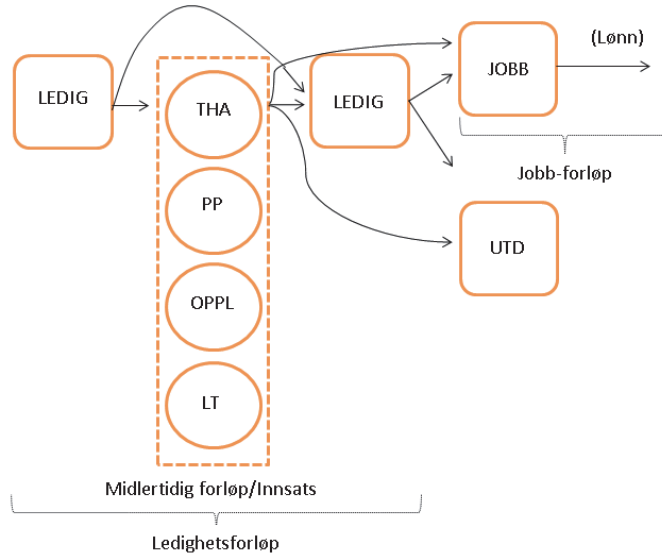 (Lønn)
LEDIG
THA
LEDIG
JOBB
Jobb-forløp
PP
UTD
OPPL
LT
Midlertidig forløp/Innsats
Ledighetsforløp